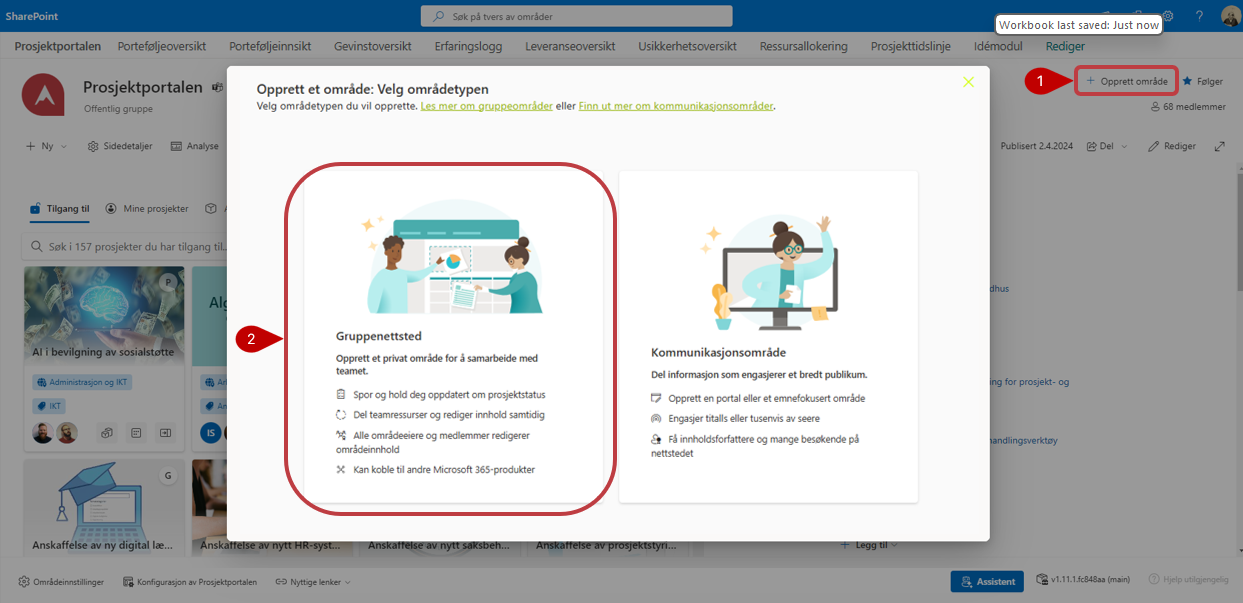 SharePoint
Søk på tvers av områder
Workbook last saved: Just now
Prosjektportalen
Porteføljeoversikt
Porteføljeinnsikt
Gevinstoversikt
Erfaringslogg
Leveranseoversikt
Usikkerhetsoversikt
Ressursallokering
Prosjekttidslinje
Idémodul
Rediger
Prosjektportalen
Offentlig gruppe
1
Opprett område
Følger
68 medlemmer
Ny
Sidedetaljer
Analyse
Publisert 2.4.2024
Del
Rediger
Opprett et område: Velg områdetypen
Velg områdetypen du vil opprette. Les mer om gruppeområder eller Finn ut mer om kommunikasjonsområder.
Tilgang til
Mine prosjekter
Søk i 157 prosjekter du har tilgang til..
P
AI i bevilgning av sosialstøtte
Administrasjon og IKT
IKT
IS
G
Anskaffelse av ny digital læ...
Anskaffelse av nytt HR-syst...
Anskaffelse av nytt saksbeh...
Anskaffelse av prosjektstyri...
2
Gruppenettsted
Opprett et privat område for å samarbeide med
teamet.
Spor og hold deg oppdatert om prosjektstatus
Del teamressurser og rediger innhold samtidig
Alle områdeeiere og medlemmer redigerer
områdeinnhold
Kan koble til andre Microsoft 365-produkter
Kommunikasjonsområde
Del informasjon som engasjerer et bredt publikum.
Opprett en portal eller et emnefokusert område
Engasjer titalls eller tusenvis av seere
Få innholdsforfattere og mange besøkende på
nettstedet
dhus
ng for prosjekt- og
handlingsverktøy
Legg til
Områdeinnstillinger
Konfigurasjon av Prosjektportalen
Nyttige lenker
Assistent
v1.11.1.fc848aa (main)
Hjelp utilgjengelig